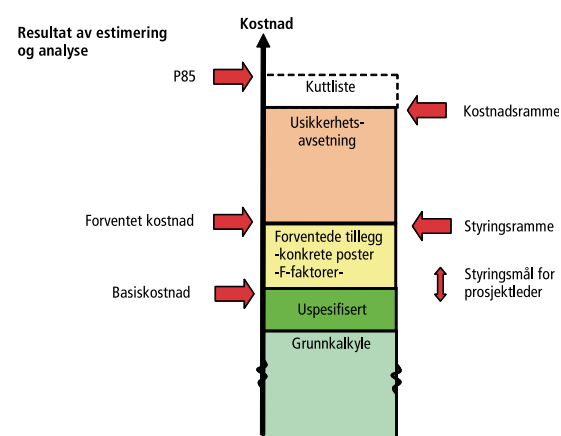 Resultat av estimering
og analyse
Kostnad
P85
Kuttliste
Kostnadsramme
Usikkerhets-
avsetning
Forventet kostnad
Styringsramme
Forventede tillegg
-konkrete poster
-F-faktorer-
Styringsmål for
prosjektleder
Basiskostnad
Uspesifisert
Grunnkalkyle